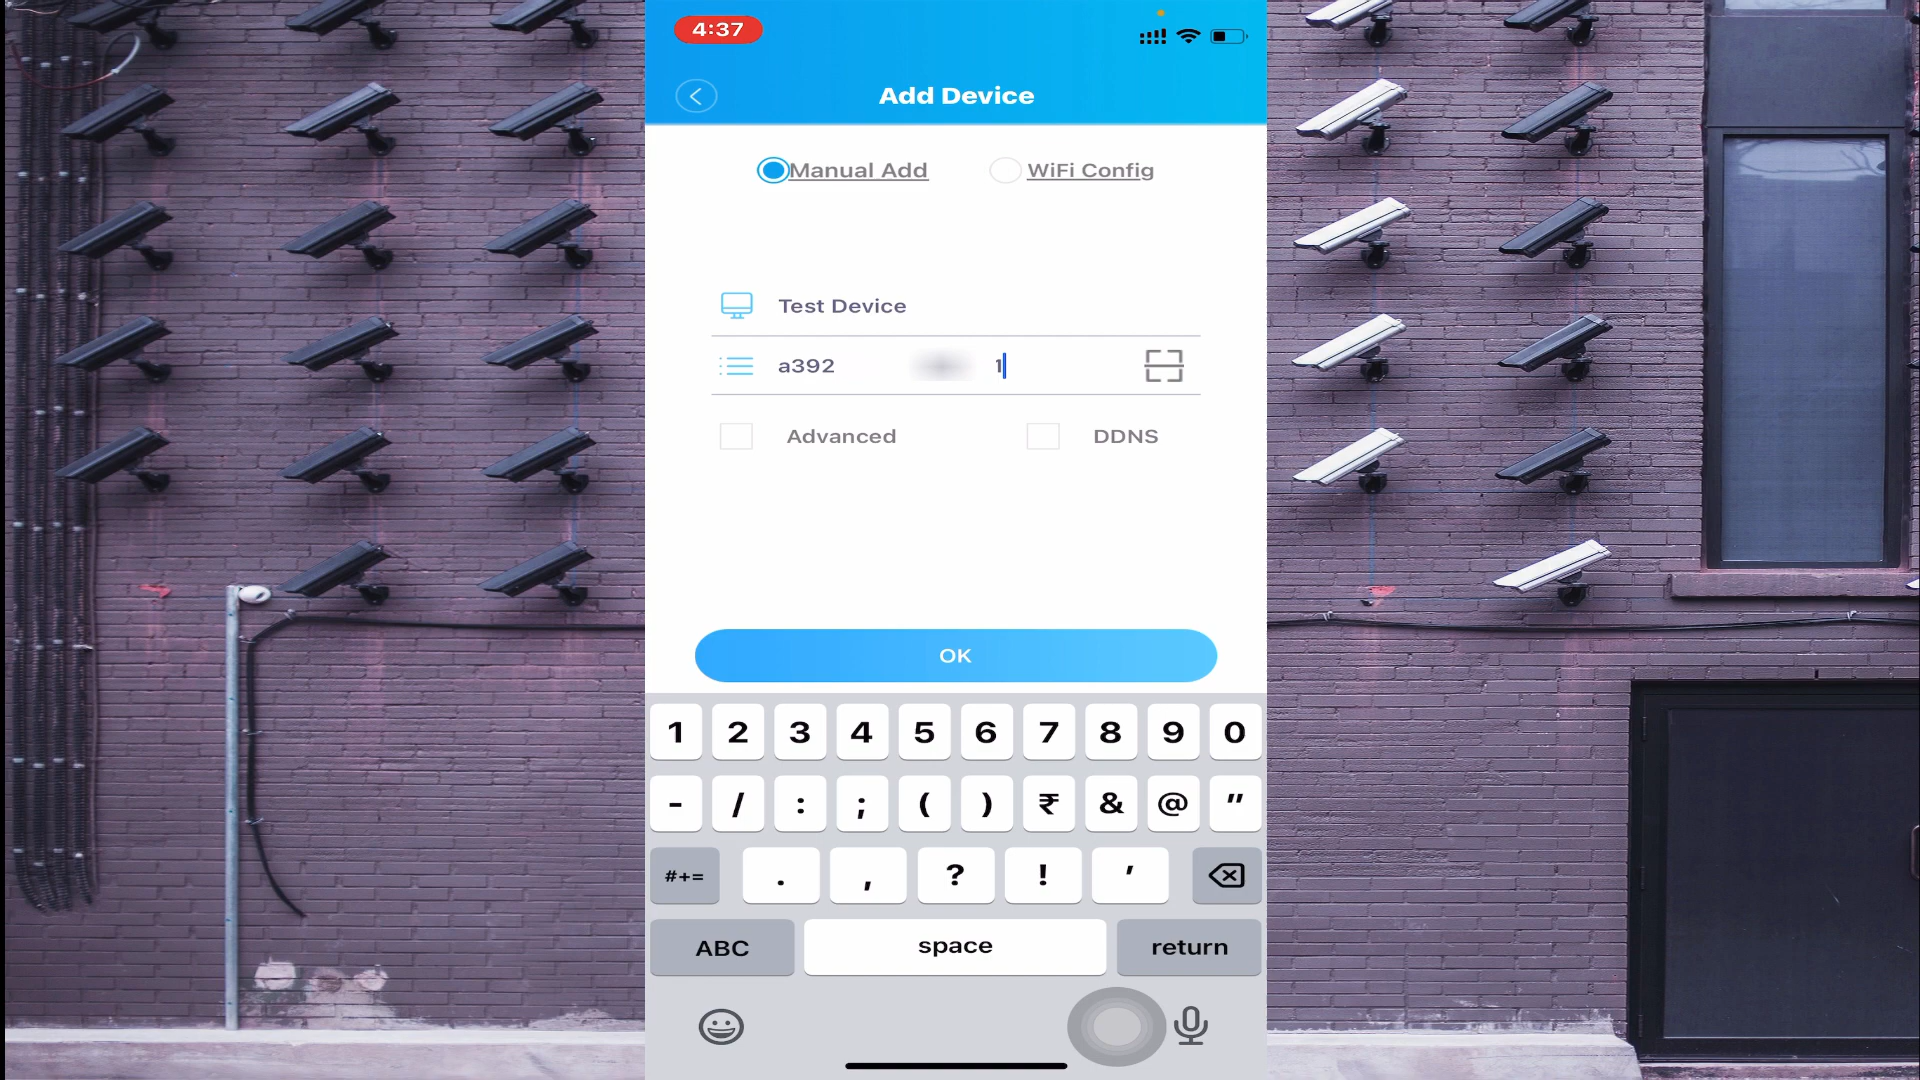 4:37
Add Device
Manual Add WiFi Config
Test Device
a392 1
Advanced DDNS
OK
1 2 3 4 5 6 7 8 9 0
- / : ; ( ) ₹ & @ "
#+= . , ? ! '
ABC space return